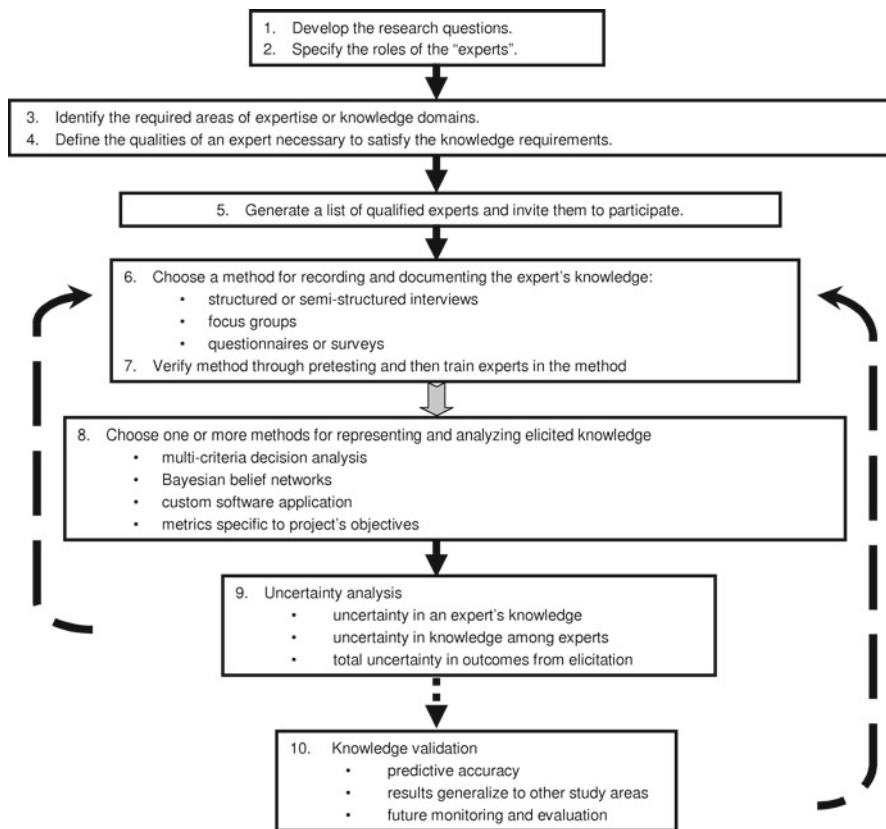 1. Develop the research questions.
2. Specify the roles of the “experts”.
3. Identify the required areas of expertise or knowledge domains.
4. Define the qualities of an expert necessary to satisfy the knowledge requirements.
5. Generate a list of qualified experts and invite them to participate.
6. Choose a method for recording and documenting the expert’s knowledge:
• structured or semi-structured interviews
• focus groups
• questionnaires or surveys
7. Verify method through pretesting and then train experts in the method
8. Choose one or more methods for representing and analyzing elicited knowledge
• multi-criteria decision analysis
• Bayesian belief networks
• custom software application
• metrics specific to project’s objectives
9. Uncertainty analysis
• uncertainty in an expert’s knowledge
• uncertainty in knowledge among experts
• total uncertainty in outcomes from elicitation
10. Knowledge validation
• predictive accuracy
• results generalize to other study areas
• future monitoring and evaluation